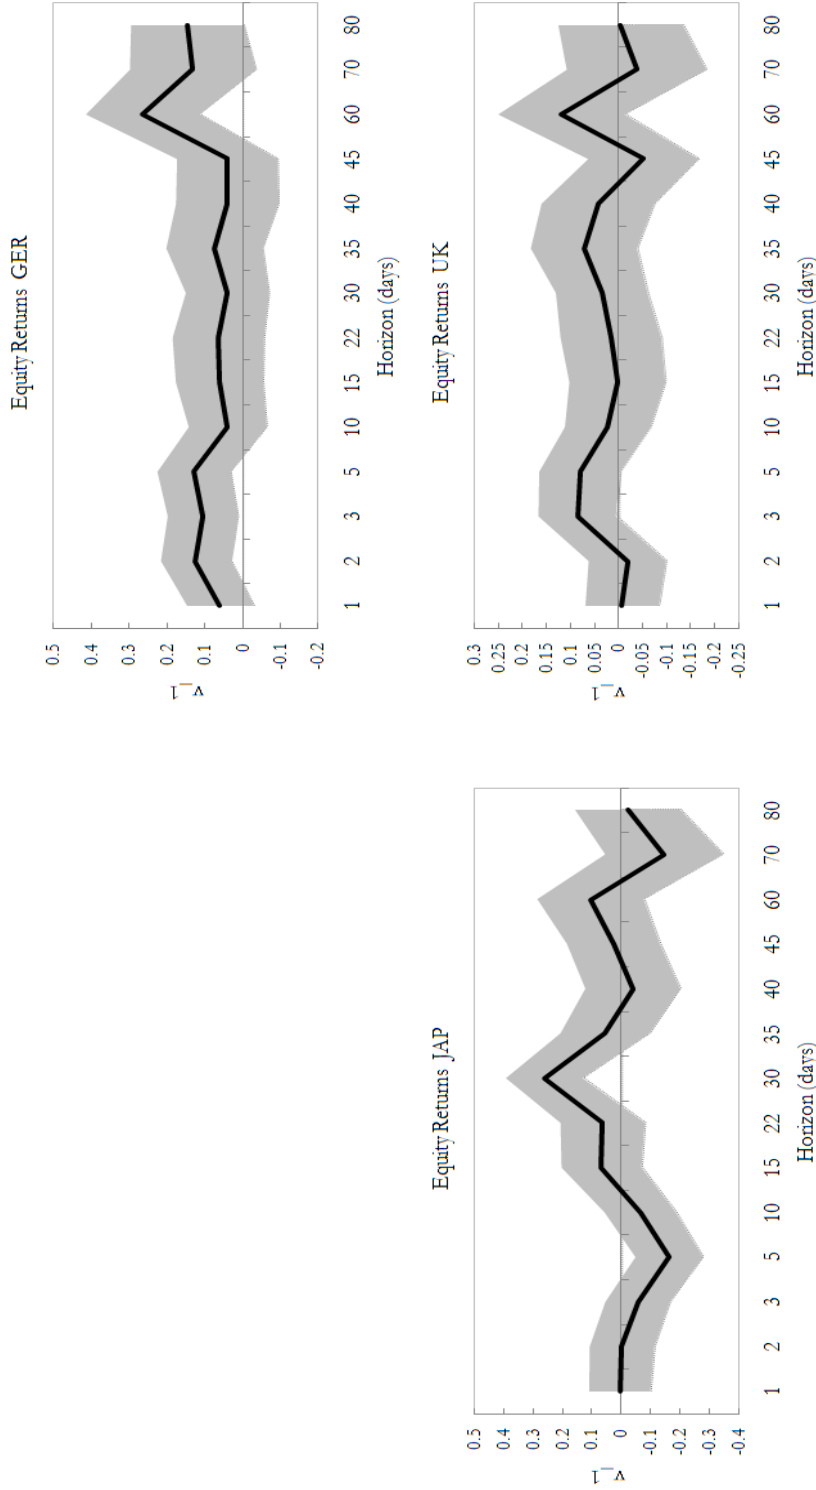 Equity Returns GER
v_1
0.5
0.4
0.3
0.2
0.1
0
-0.1
-0.2
1 2 3 5 10 15 22 30 35 40 45 60 70 80
Horizon (days)
Equity Returns JAP
v_1
0.5
0.4
0.3
0.2
0.1
0
-0.1
-0.2
-0.3
-0.4
1 2 3 5 10 15 22 30 35 40 45 60 70 80
Horizon (days)
Equity Returns UK
v_1
0.3
0.25
0.2
0.15
0.1
0.05
0
-0.05
-0.1
-0.15
-0.2
-0.25
1 2 3 5 10 15 22 30 35 40 45 60 70 80
Horizon (days)